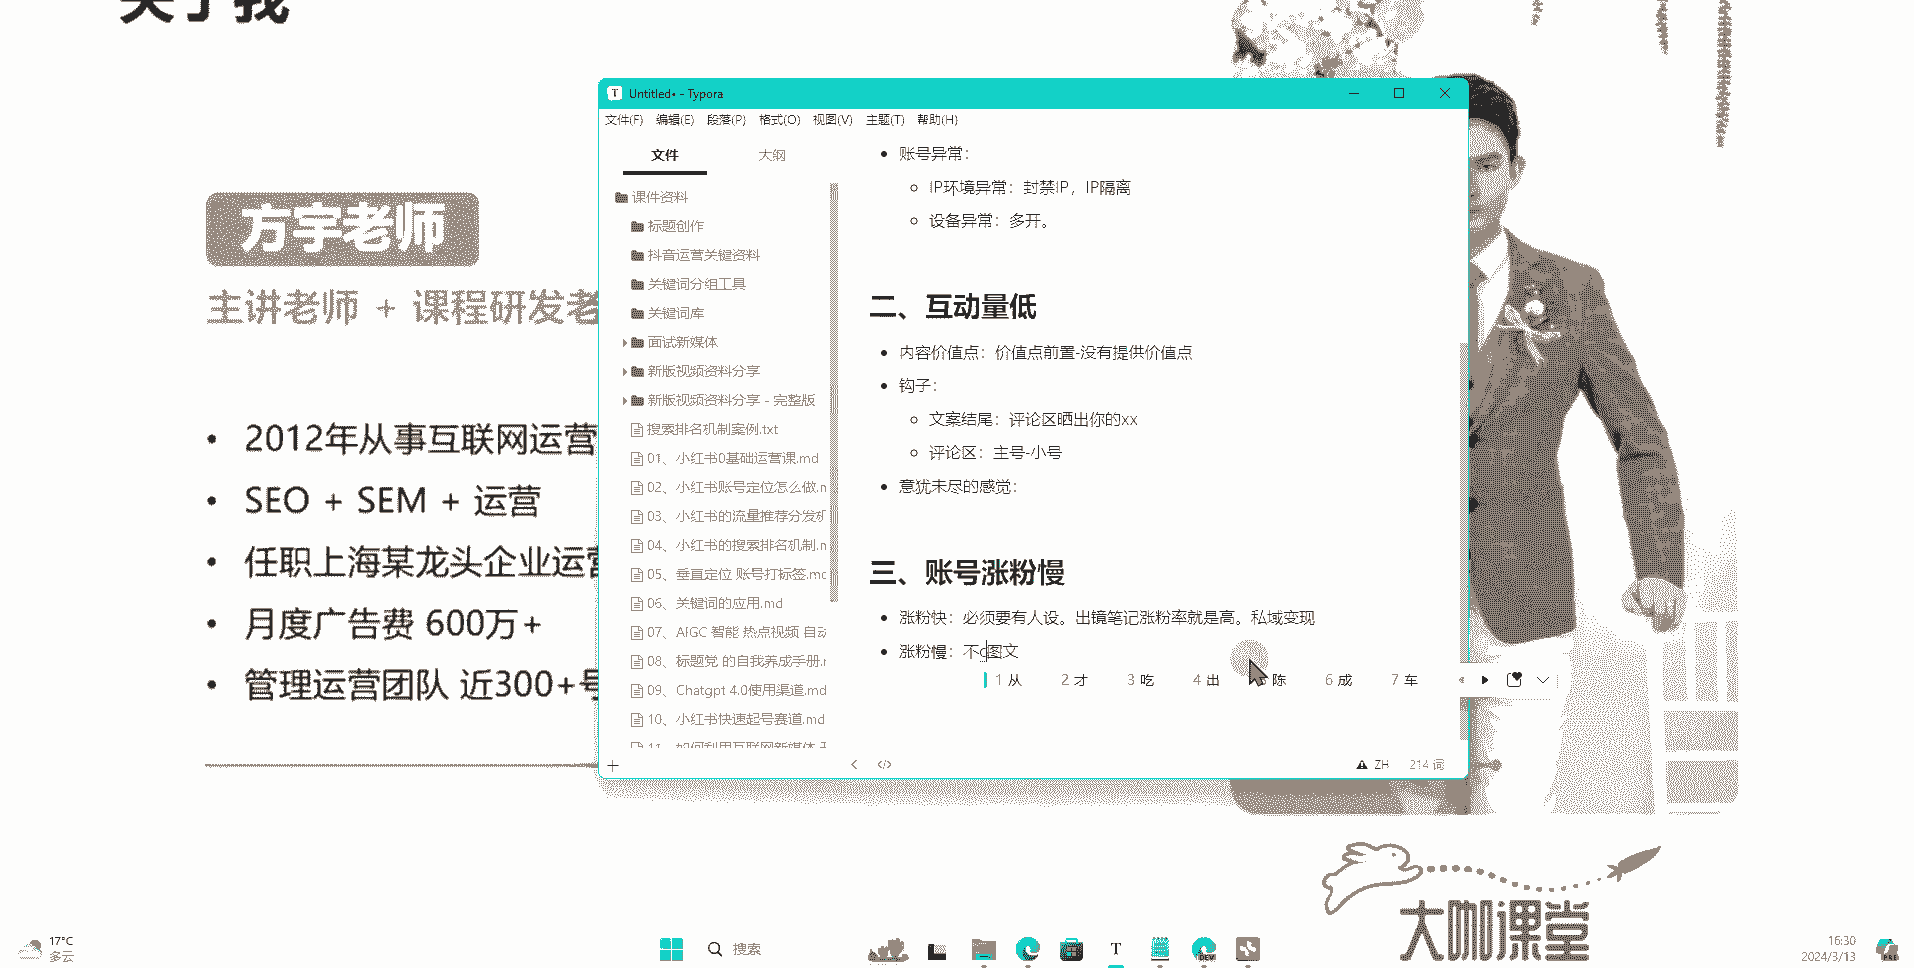 关于我
方宇老师
主讲老师 + 课程研发老
• 2012年从事互联网运营
• SEO + SEM + 运营
• 任职上海某龙头企业运营
• 月度广告费 600万+
• 管理运营团队 近300+号
Untitled• - Typora
文件(F) 编辑(E) 段落(P) 格式(O) 视图(V) 主题(T) 帮助(H)
文件 大纲
课件资料
标题创作
抖音运营关键资料
关键词分组工具
关键词库
面试新媒体
新版视频资料分享
新版视频资料分享 - 完整版
搜索排名机制案例.txt
01、小红书0基础运营课.md
02、小红书账号定位怎么做.m
03、小红书的流量推荐分发机
04、小红书的搜索排名机制.m
05、垂直定位 账号打标签.md
06、关键词的应用.md
07、AIGC 智能 热点视频 自动
08、标题党 的自我养成手册.m
09、Chatgpt 4.0使用渠道.md
10、小红书快速起号赛道.md
11、如何利用互联网新媒体
• 账号异常：
IP环境异常：封禁IP，IP隔离
设备异常：多开。
二、互动量低
• 内容价值点：价值点前置-没有提供价值点
• 钩子：
文案结尾：评论区晒出你的xx
评论区：主号-小号
• 意犹未尽的感觉：
三、账号涨粉慢
• 涨粉快：必须要有人设。出镜笔记涨粉率就是高。私域变现
• 涨粉慢：不c图文
1 从 2 才 3 吃 4 出 陈 6 成 7 车
ZH 214 词
大咖课堂
17°C
多云
搜索
T
DEV
16:30
2024/3/13
PRE